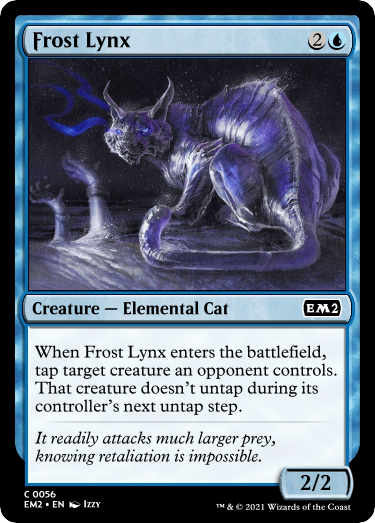 Frost Lynx 2
Creature — Elemental Cat EM2
When Frost Lynx enters the battlefield,
tap target creature an opponent controls.
That creature doesn't untap during its
controller's next untap step.
It readily attacks much larger prey,
knowing retaliation is impossible.
2/2
C 0056
EM2 • EN Izzy ™ & © 2021 Wizards of the Coast